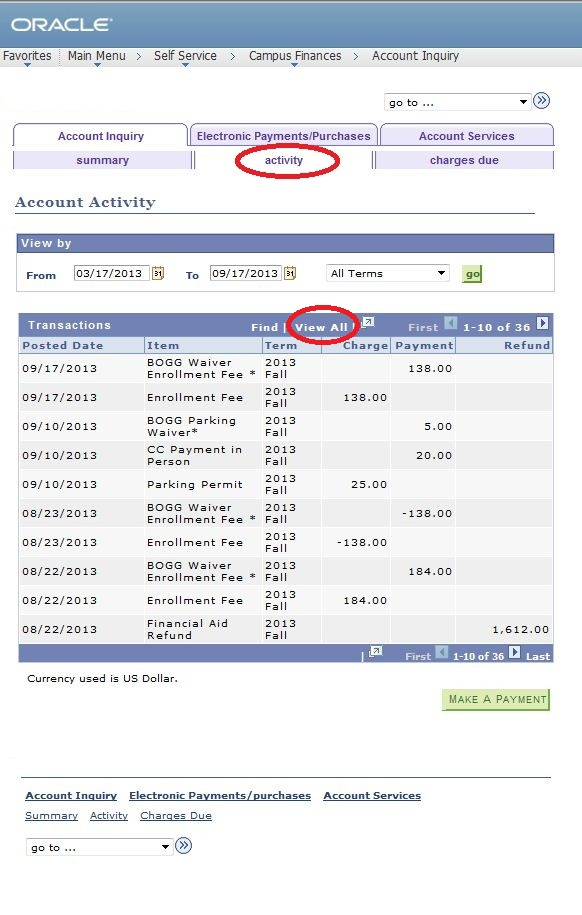 ORACLE
Favorites Main Menu > Self Service > Campus Finances > Account Inquiry
go to ...
Account Inquiry Electronic Payments/Purchases Account Services
summary activity charges due
Account Activity
View by
From 03/17/2013 31 To 09/17/2013 31 All Terms go
Transactions Find | View All First 1-10 of 36
Posted Date Item Term Charge Payment Refund
09/17/2013 BOGG Waiver Enrollment Fee * 2013 Fall 138.00
09/17/2013 Enrollment Fee 2013 Fall 138.00
09/10/2013 BOGG Parking Waiver* 2013 Fall 5.00
09/10/2013 CC Payment in Person 2013 Fall 20.00
09/10/2013 Parking Permit 2013 Fall 25.00
08/23/2013 BOGG Waiver Enrollment Fee * 2013 Fall -138.00
08/23/2013 Enrollment Fee 2013 Fall -138.00
08/22/2013 BOGG Waiver Enrollment Fee * 2013 Fall 184.00
08/22/2013 Enrollment Fee 2013 Fall 184.00
08/22/2013 Financial Aid Refund 2013 Fall 1,612.00
| First 1-10 of 36 Last
Currency used is US Dollar.
MAKE A PAYMENT
Account Inquiry Electronic Payments/purchases Account Services
Summary Activity Charges Due
go to ...